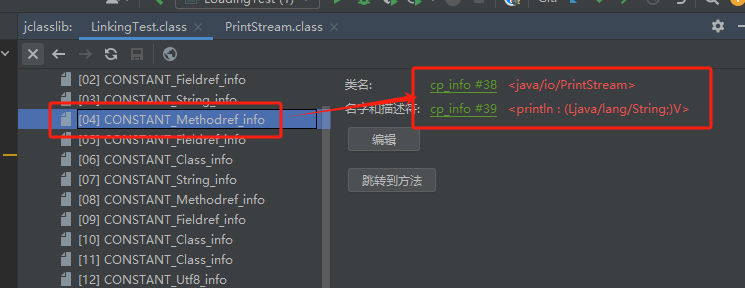 LoadingTest (1)
Git:
jclasslib:
LinkingTest.class
PrintStream.class
[02] CONSTANT_Fieldref_info
[03] CONSTANT_String_info
[04] CONSTANT_Methodref_info
[05] CONSTANT_Fieldref_info
[06] CONSTANT_Class_info
[07] CONSTANT_String_info
[08] CONSTANT_Methodref_info
[09] CONSTANT_Fieldref_info
[10] CONSTANT_Class_info
[11] CONSTANT_Class_info
[12] CONSTANT_Utf8_info
类名: cp_info #38 <java/io/PrintStream>
名字和描述符: cp_info #39 <println : (Ljava/lang/String;)V>
编辑
跳转到方法